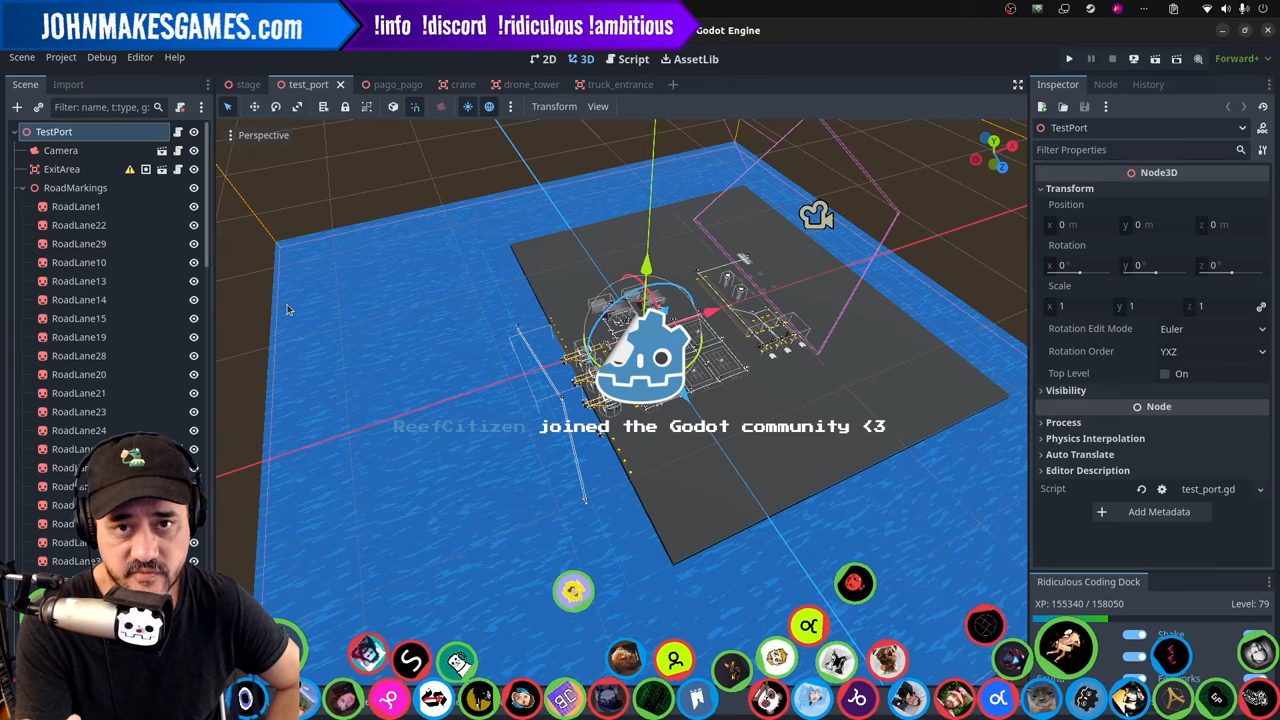 JOHNMAKESGAMES.com
!info !discord !ridiculous !ambitious
Godot Engine
Scene Project Debug Editor Help
2D 3D Script AssetLib
Forward+
Scene Import
stage test_port pago_pago crane drone_tower truck_entrance
Inspector Node History
Filter: name, t:type, g:
Transform View
TestPort
TestPort
Perspective
Filter Properties
Camera
ExitArea
RoadMarkings
RoadLane1
RoadLane22
RoadLane29
RoadLane10
RoadLane13
RoadLane14
RoadLane15
RoadLane19
RoadLane28
RoadLane20
RoadLane21
RoadLane23
RoadLane24
Y
X
Z
Node3D
Transform
Position
x 0 m y 0 m z 0 m
Rotation
x 0° y 0° z 0°
Scale
x 1 y 1 z 1
Rotation Edit Mode Euler
Rotation Order YXZ
Top Level On
Visibility
Node
Process
Physics Interpolation
Auto Translate
Editor Description
Script test_port.gd
Add Metadata
ReefCitizen joined the Godot community <3
Ridiculous Coding Dock
XP: 155340 / 158050 Level: 79
Shake